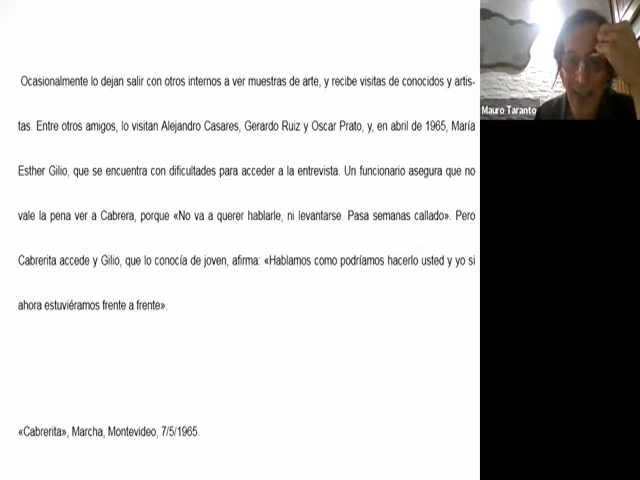 Ocasionalmente lo dejan salir con otros internos a ver muestras de arte, y recibe visitas de conocidos y artis-
tas. Entre otros amigos, lo visitan Alejandro Casares, Gerardo Ruiz y Oscar Prato, y, en abril de 1965, María
Esther Gilio, que se encuentra con dificultades para acceder a la entrevista. Un funcionario asegura que no
vale la pena ver a Cabrera, porque «No va a querer hablarle, ni levantarse. Pasa semanas callado». Pero
Cabrerita accede y Gilio, que lo conocía de joven, afirma: «Hablamos como podríamos hacerlo usted y yo si
ahora estuviéramos frente a frente».
«Cabrerita», Marcha, Montevideo, 7/5/1965.
Mauro Taranto